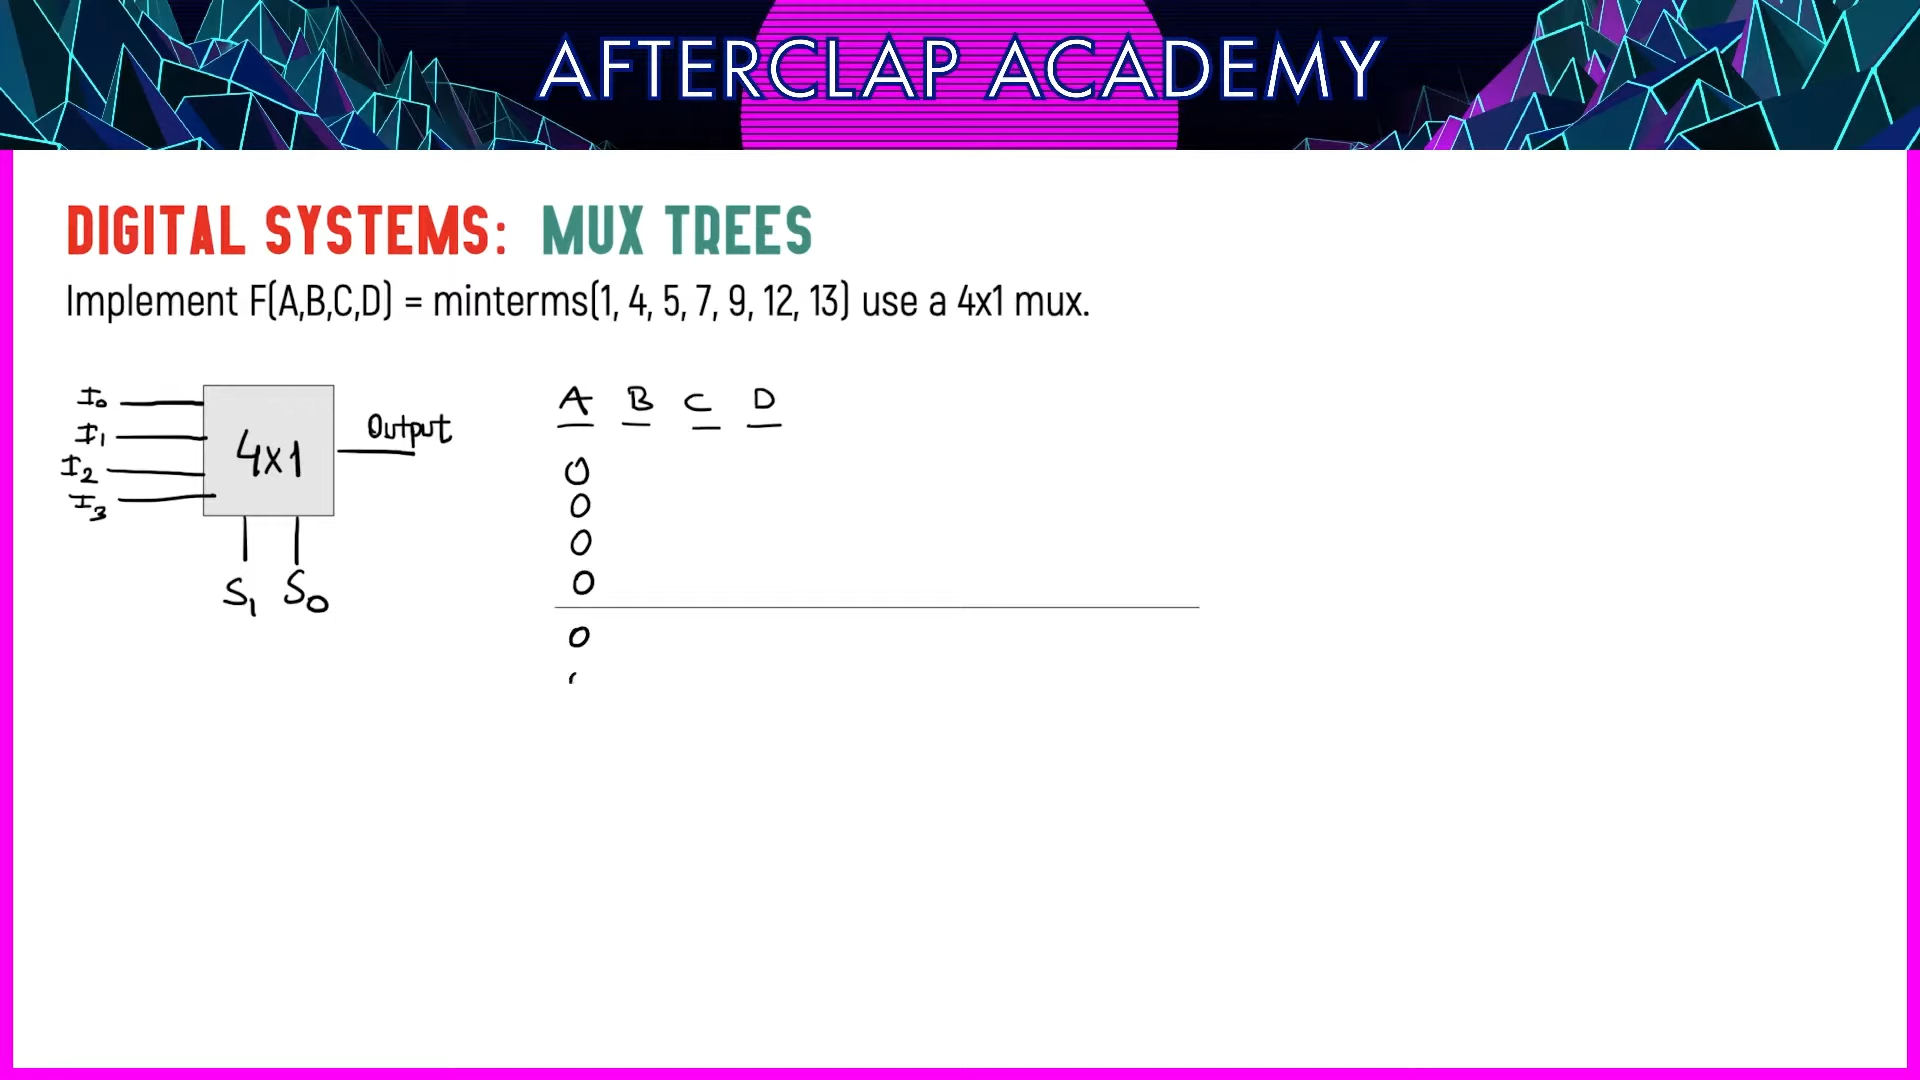 AFTERCLAP ACADEMY
DIGITAL SYSTEMS: MUX TREES
Implement F(A,B,C,D) = minterms(1, 4, 5, 7, 9, 12, 13) use a 4x1 mux.
I0
I1
I2
I3
4x1
Output
S1 S0
A B C D
0
0
0
0
0